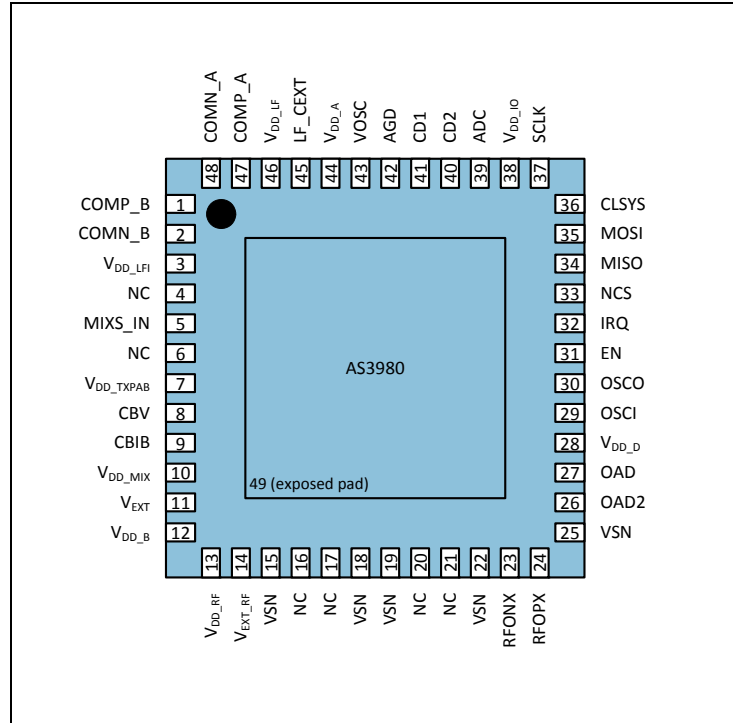 COMN_A
COMP_A
VDD_LF
LF_CEXT
VDD_A
VOSC
AGD
CD1
CD2
ADC
VDD_IO
SCLK
48 47 46 45 44 43 42 41 40 39 38 37
COMP_B 1
COMN_B 2
VDD_LFI 3
NC 4
MIXS_IN 5
NC 6
VDD_TXPAB 7
CBV 8
CBIB 9
VDD_MIX 10
VEXT 11
VDD_B 12
36 CLSYS
35 MOSI
34 MISO
33 NCS
32 IRQ
31 EN
30 OSCO
29 OSCI
28 VDD_D
27 OAD
26 OAD2
25 VSN
AS3980
49 (exposed pad)
13 14 15 16 17 18 19 20 21 22 23 24
VDD_RF
VEXT_RF
VSN
NC
NC
VSN
VSN
NC
NC
VSN
RFONX
RFOPX